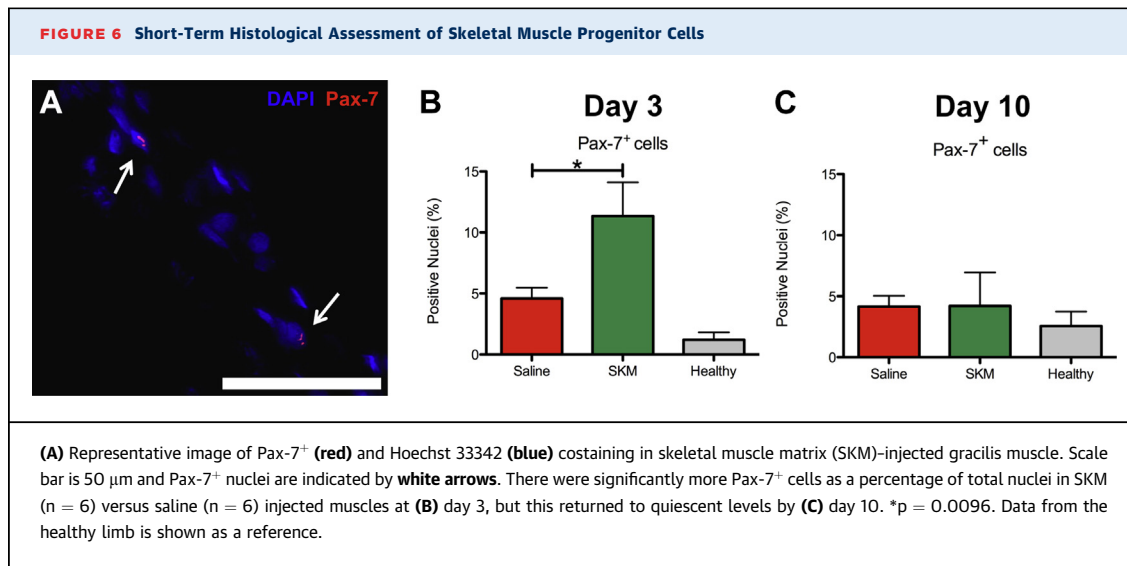 FIGURE 6 Short-Term Histological Assessment of Skeletal Muscle Progenitor Cells
A
DAPI Pax-7
B
Day 3
Pax-7+ cells
*
15
10
5
0
Positive Nuclei (%)
Saline SKM Healthy
C
Day 10
Pax-7+ cells
15
10
5
0
Positive Nuclei (%)
Saline SKM Healthy
(A) Representative image of Pax-7+ (red) and Hoechst 33342 (blue) costaining in skeletal muscle matrix (SKM)–injected gracilis muscle. Scale
bar is 50 μm and Pax-7+ nuclei are indicated by white arrows. There were significantly more Pax-7+ cells as a percentage of total nuclei in SKM
(n = 6) versus saline (n = 6) injected muscles at (B) day 3, but this returned to quiescent levels by (C) day 10. *p = 0.0096. Data from the
healthy limb is shown as a reference.